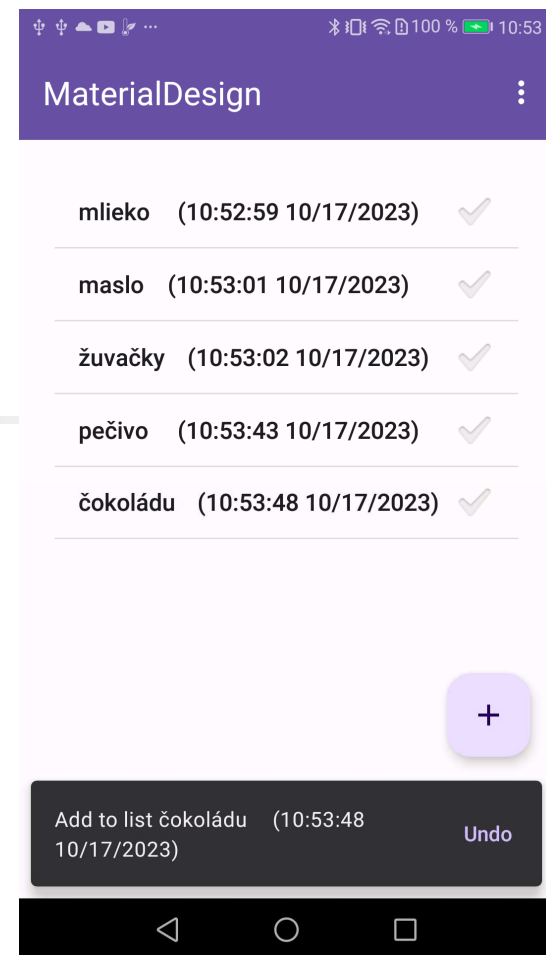 100 % 10:53
MaterialDesign
mlieko (10:52:59 10/17/2023)
maslo (10:53:01 10/17/2023)
žuvačky (10:53:02 10/17/2023)
pečivo (10:53:43 10/17/2023)
čokoládu (10:53:48 10/17/2023)
+
Add to list čokoládu (10:53:48
10/17/2023)
Undo